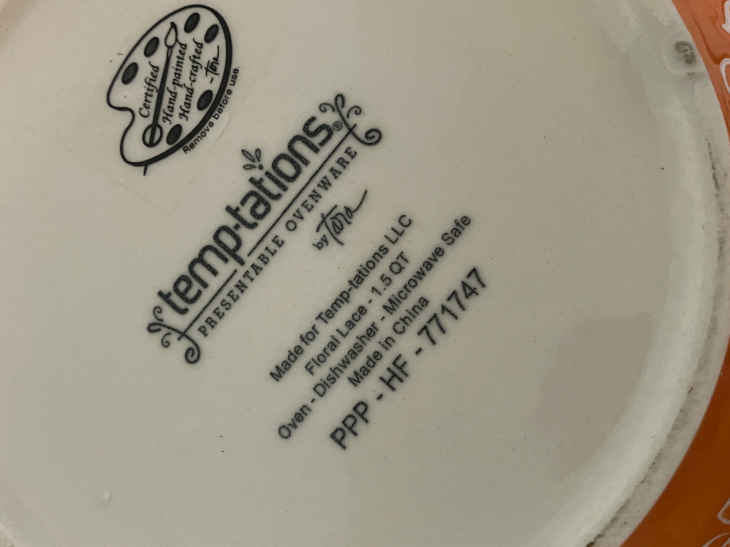 Certified
Hand-painted
Hand-crafted
-Tara
Remove before use.
temp-tations®
PRESENTABLE OVENWARE
by Tara
Made for Temp-tations LLC
Floral Lace - 1.5 QT
Oven - Dishwasher - Microwave Safe
Made in China
PPP - HF - 771747